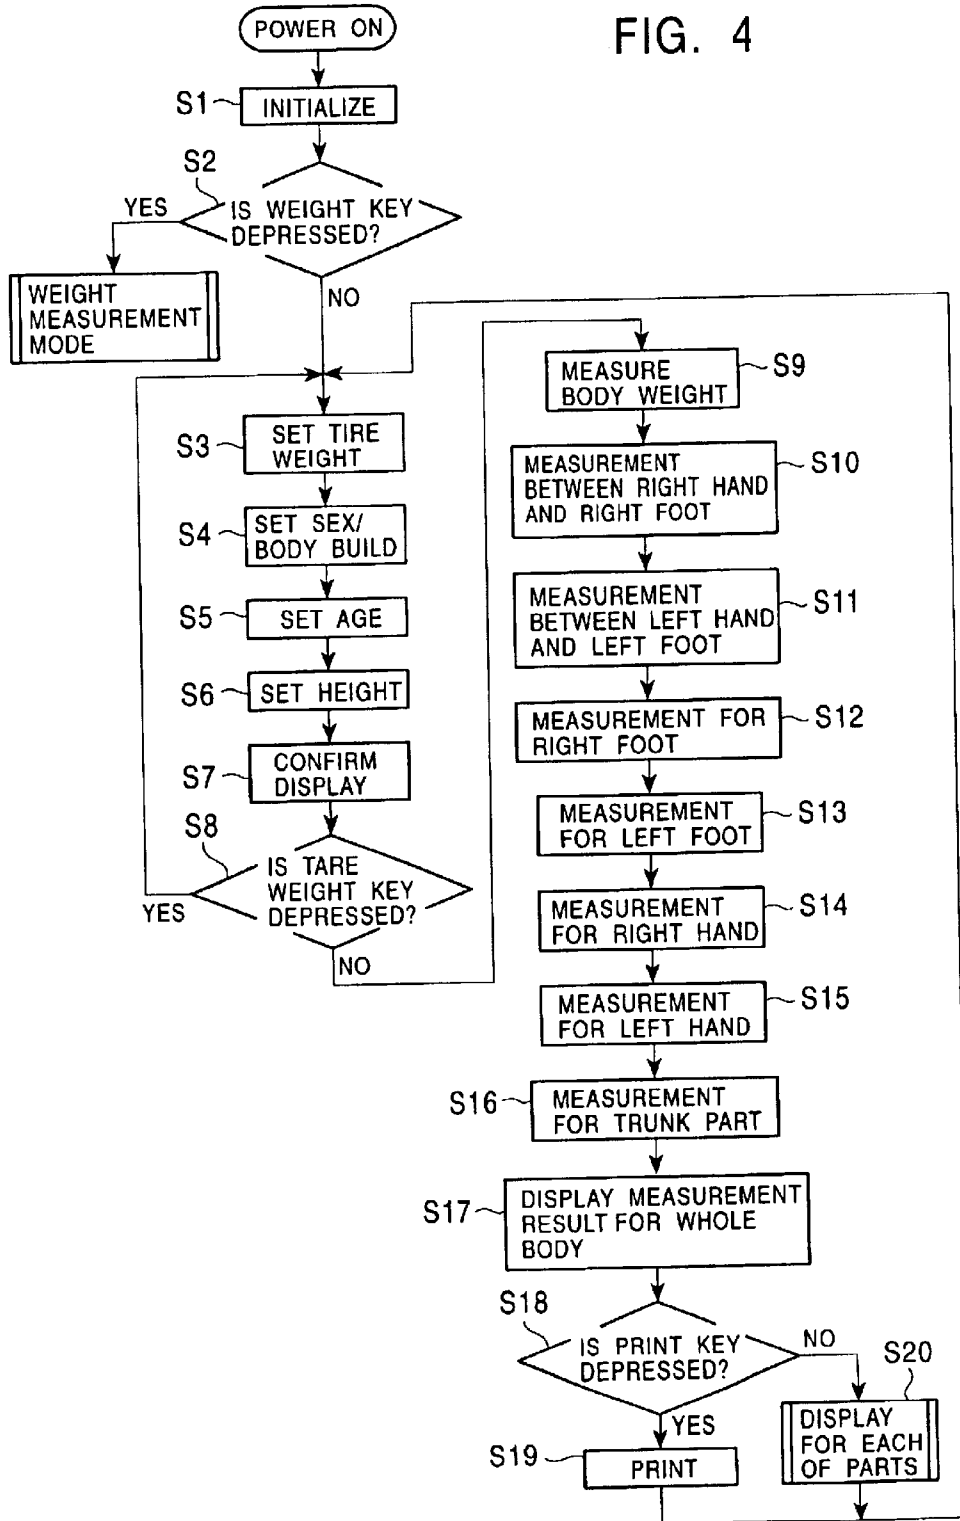 FIG. 4
POWER ON
S1
INITIALIZE
S2
YES
IS WEIGHT KEY
DEPRESSED?
NO
WEIGHT
MEASUREMENT
MODE
S3
SET TIRE
WEIGHT
S4
SET SEX/
BODY BUILD
S5
SET AGE
S6
SET HEIGHT
S7
CONFIRM
DISPLAY
S8
IS TARE
WEIGHT KEY
DEPRESSED?
YES
NO
MEASURE
BODY WEIGHT
S9
MEASUREMENT
BETWEEN RIGHT HAND
AND RIGHT FOOT
S10
MEASUREMENT
BETWEEN LEFT HAND
AND LEFT FOOT
S11
MEASUREMENT FOR
RIGHT FOOT
S12
MEASUREMENT
FOR LEFT FOOT
S13
MEASUREMENT
FOR RIGHT HAND
S14
MEASUREMENT
FOR LEFT HAND
S15
S16
MEASUREMENT
FOR TRUNK PART
S17
DISPLAY MEASUREMENT
RESULT FOR WHOLE
BODY
S18
IS PRINT KEY
DEPRESSED?
NO
YES
S19
PRINT
S20
DISPLAY
FOR EACH
OF PARTS